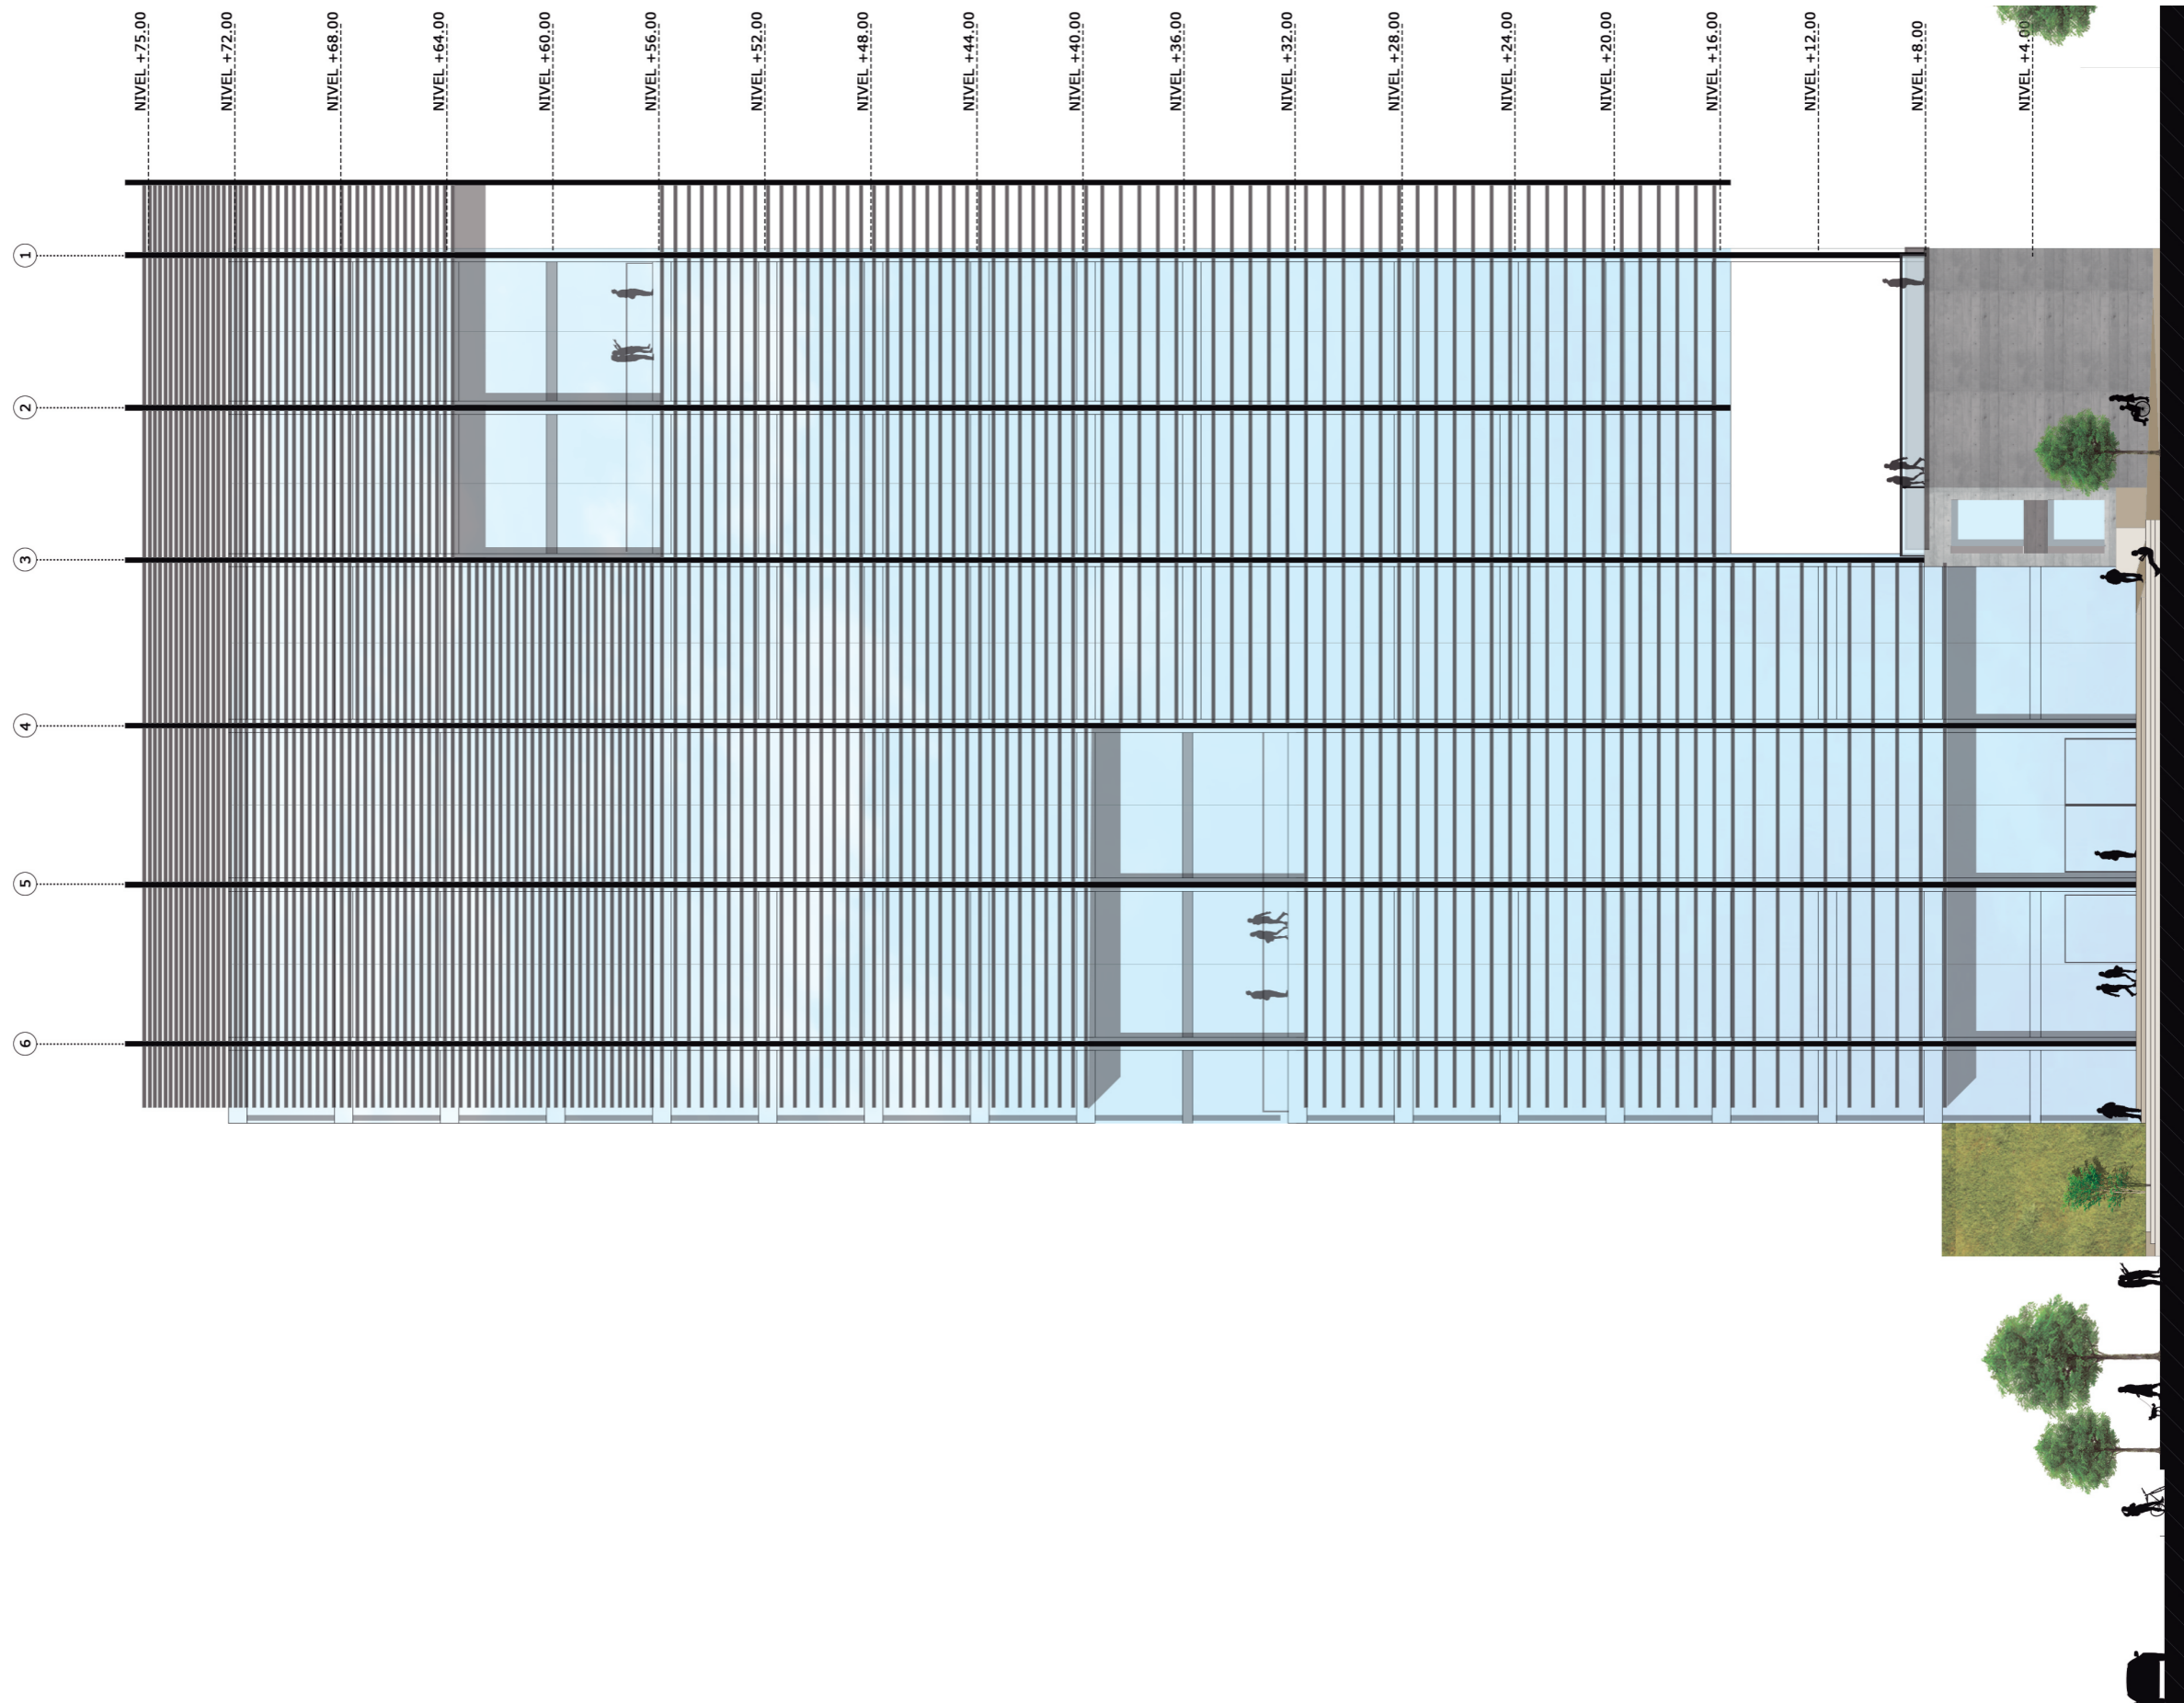 NIVEL +75.00
NIVEL +72.00
NIVEL +68.00
NIVEL +64.00
NIVEL +60.00
NIVEL +56.00
NIVEL +52.00
NIVEL +48.00
NIVEL +44.00
NIVEL +40.00
NIVEL +36.00
NIVEL +32.00
NIVEL +28.00
NIVEL +24.00
NIVEL +20.00
NIVEL +16.00
NIVEL +12.00
NIVEL +8.00
NIVEL +4.00
1
2
3
4
5
6